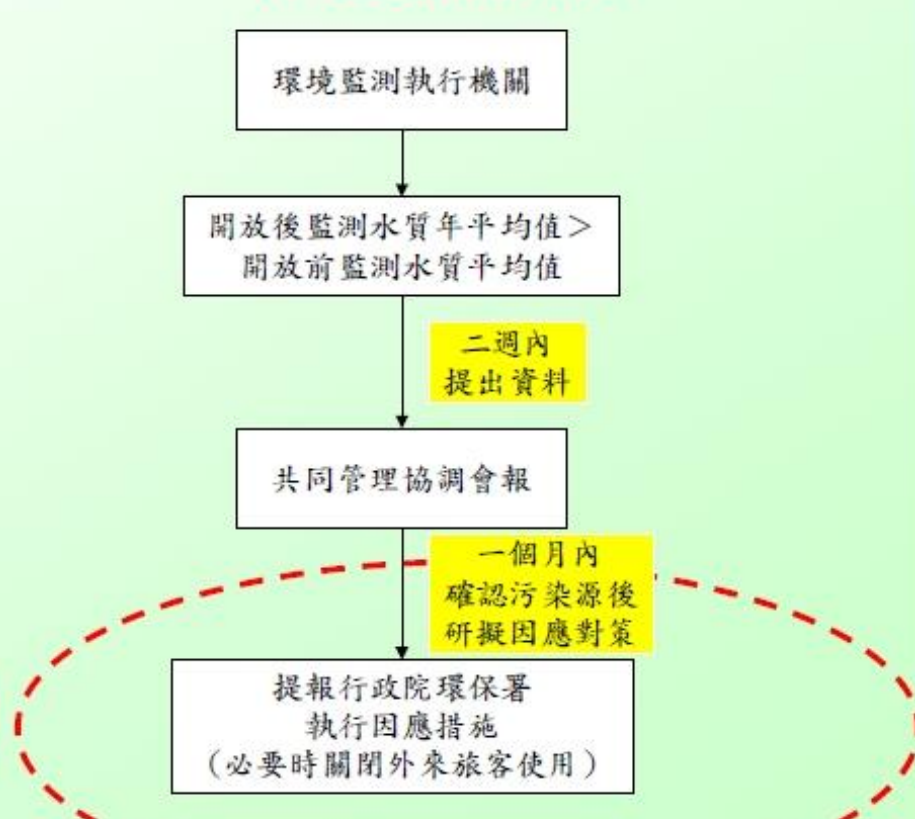 環境監測執行機關
開放後監測水質年平均值＞
開放前監測水質平均值
二週內
提出資料
共同管理協調會報
一個月內
確認污染源後
研擬因應對策
提報行政院環保署
執行因應措施
（必要時關閉外來旅客使用）